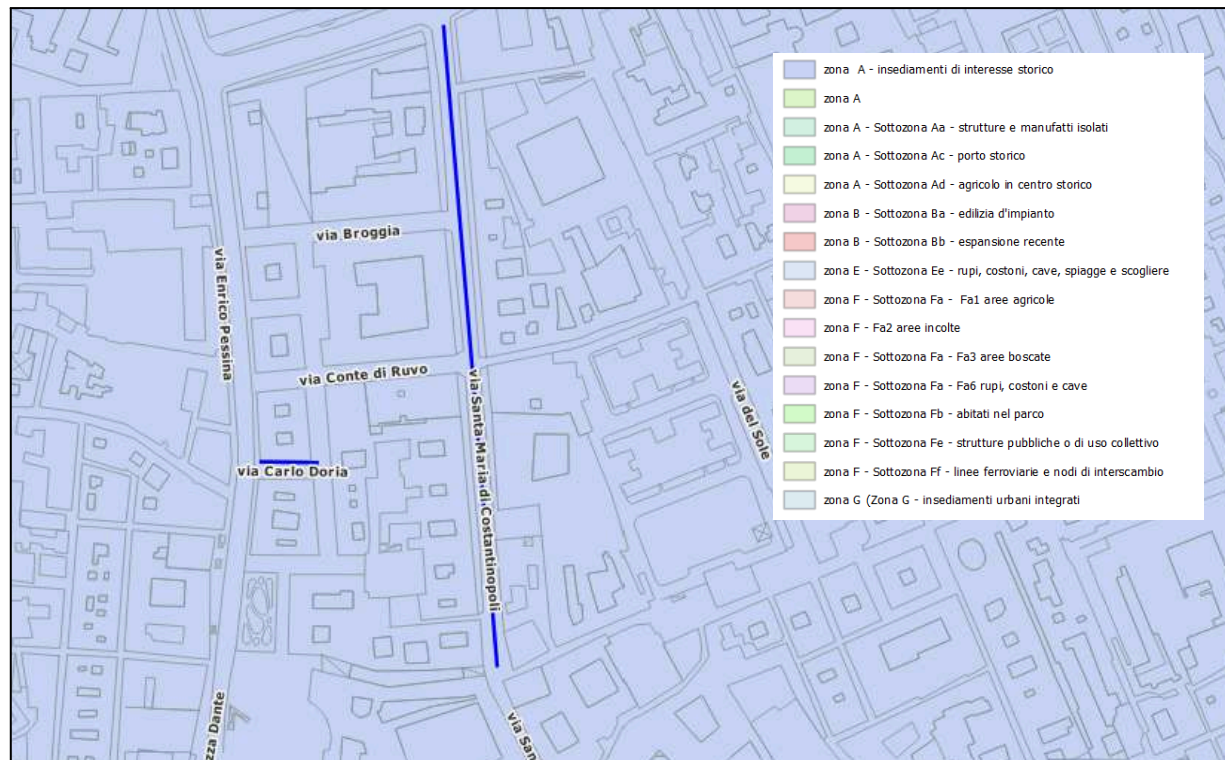 via Broggia
via Enrico Pessina
via Conte di Ruvo
via Santa Maria di Costantinopoli
via del Sole
via Carlo Doria
zza Dante
via San
zona A - insediamenti di interesse storico
zona A
zona A - Sottozona Aa - strutture e manufatti isolati
zona A - Sottozona Ac - porto storico
zona A - Sottozona Ad - agricolo in centro storico
zona B - Sottozona Ba - edilizia d'impianto
zona B - Sottozona Bb - espansione recente
zona E - Sottozona Ee - rupi, costoni, cave, spiagge e scogliere
zona F - Sottozona Fa - Fa1 aree agricole
zona F - Fa2 aree incolte
zona F - Sottozona Fa - Fa3 aree boscate
zona F - Sottozona Fa - Fa6 rupi, costoni e cave
zona F - Sottozona Fb - abitati nel parco
zona F - Sottozona Fe - strutture pubbliche o di uso collettivo
zona F - Sottozona Ff - linee ferroviarie e nodi di interscambio
zona G (Zona G - insediamenti urbani integrati